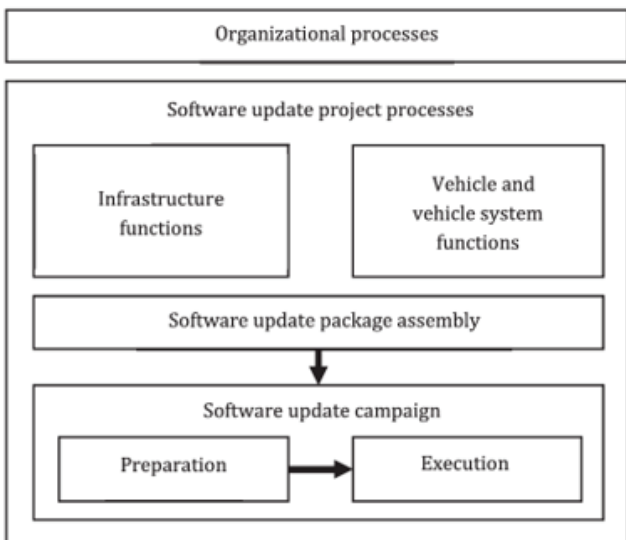 Organizational processes
Software update project processes
Infrastructure
functions
Vehicle and
vehicle system
functions
Software update package assembly
Software update campaign
Preparation
Execution